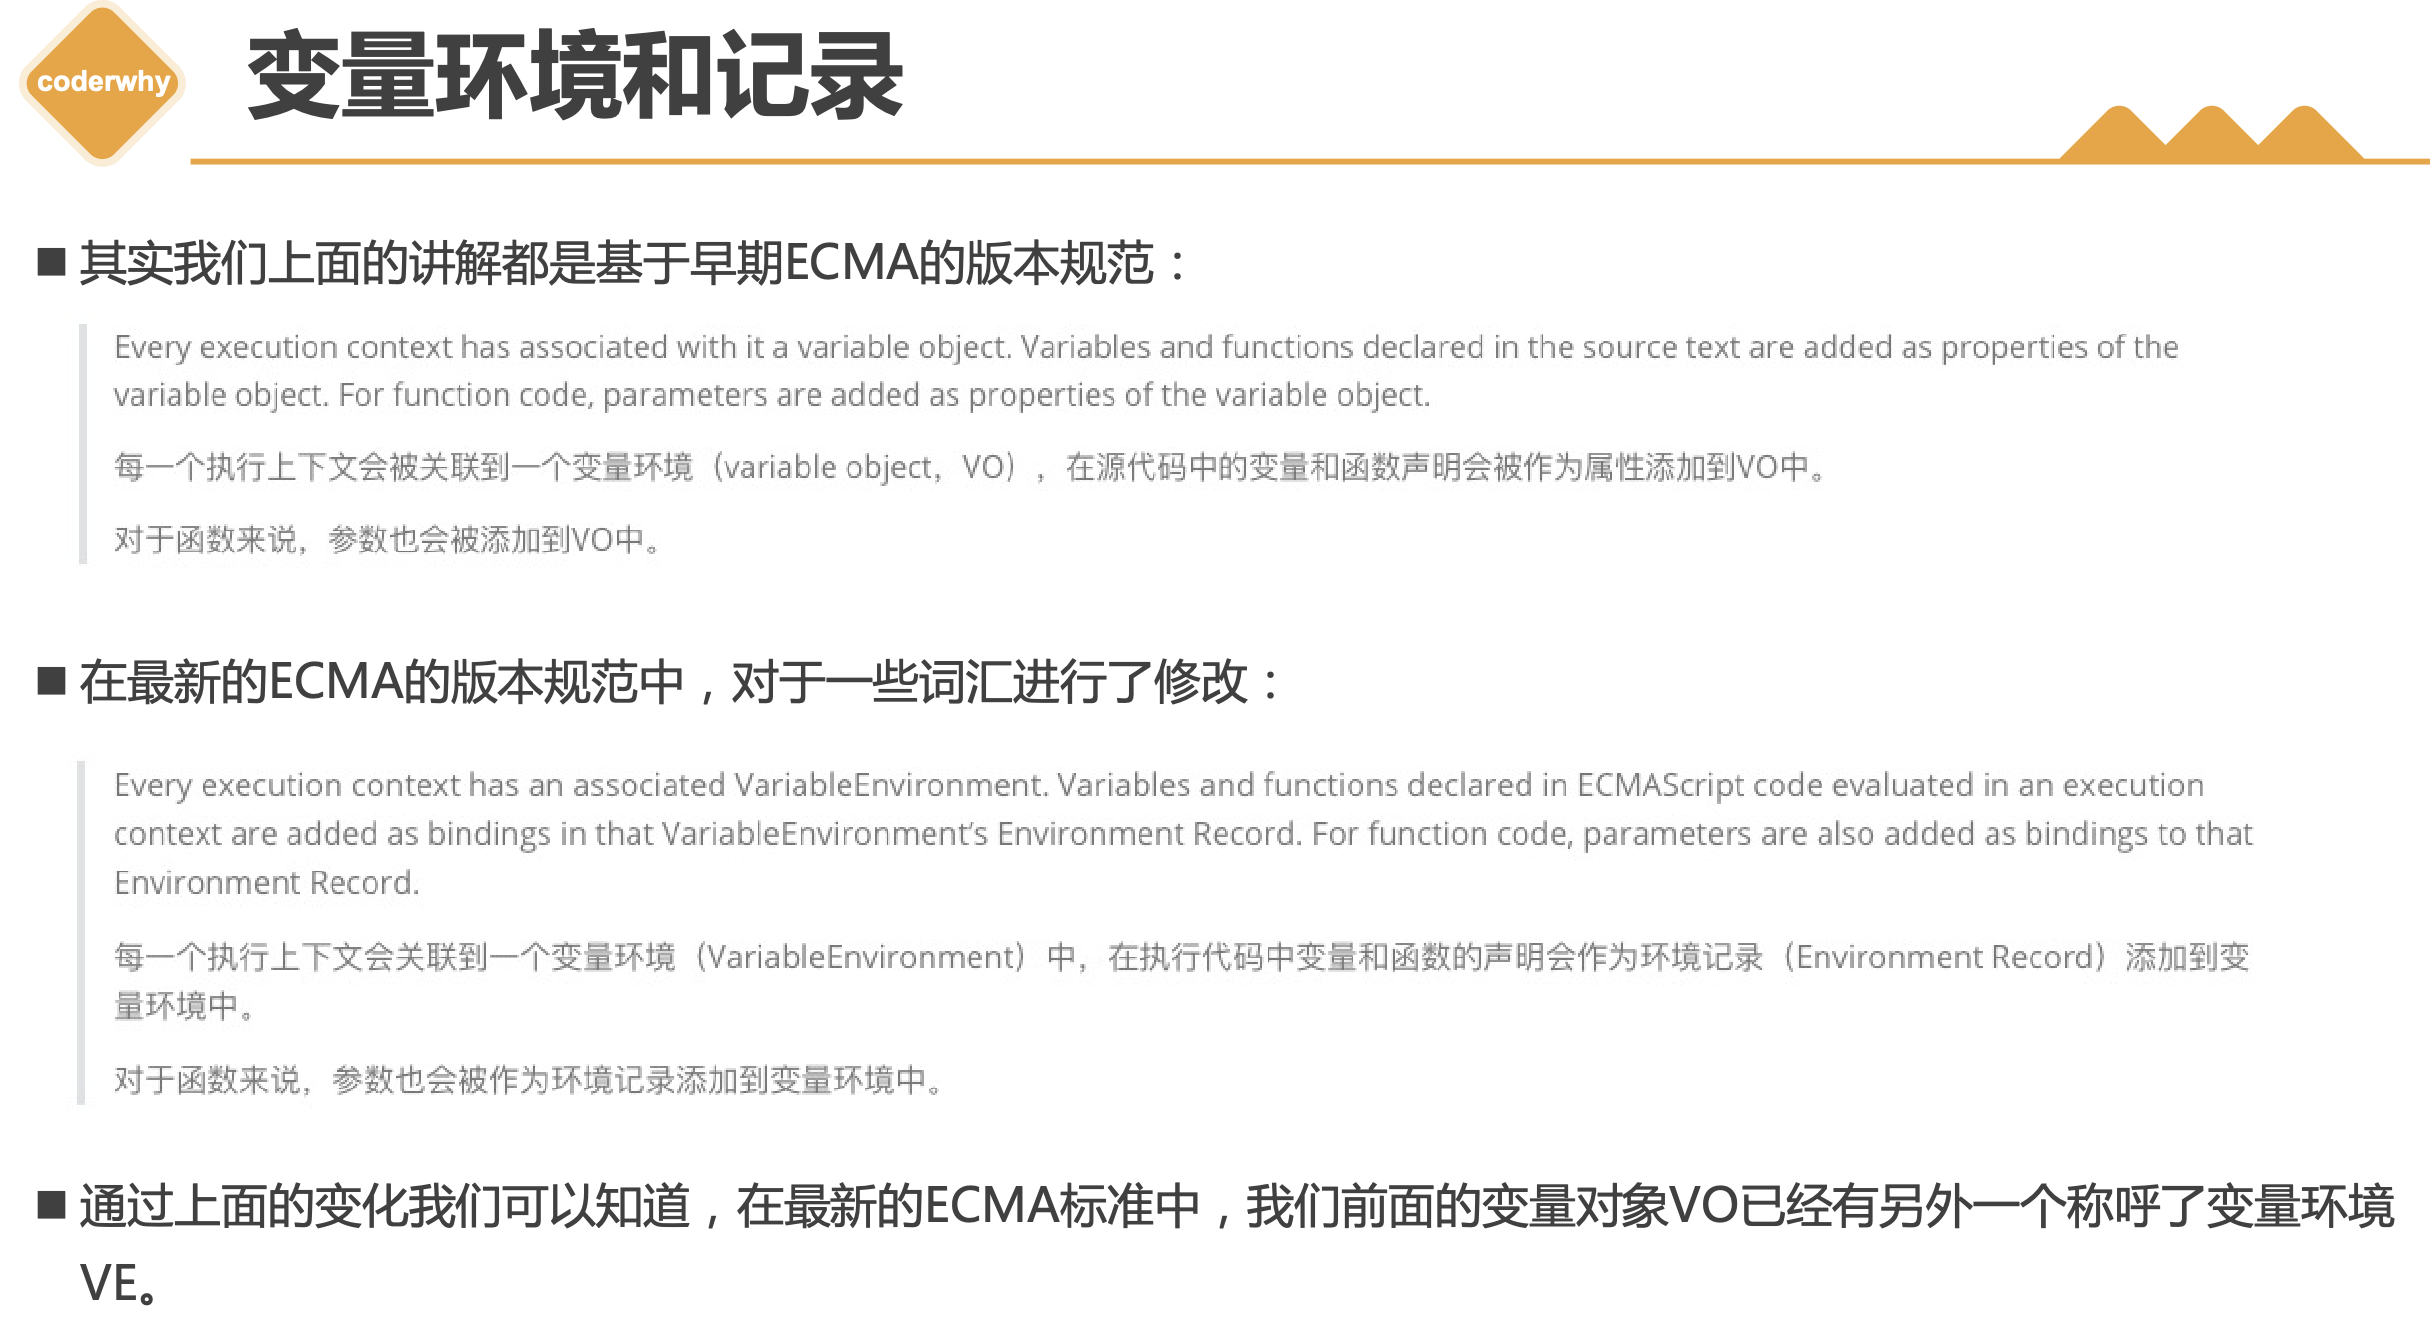 coderwhy
变量环境和记录
■ 其实我们上面的讲解都是基于早期ECMA的版本规范：
Every execution context has associated with it a variable object. Variables and functions declared in the source text are added as properties of the
variable object. For function code, parameters are added as properties of the variable object.
每一个执行上下文会被关联到一个变量环境（variable object，VO），在源代码中的变量和函数声明会被作为属性添加到VO中。
对于函数来说，参数也会被添加到VO中。
■ 在最新的ECMA的版本规范中，对于一些词汇进行了修改：
Every execution context has an associated VariableEnvironment. Variables and functions declared in ECMAScript code evaluated in an execution
context are added as bindings in that VariableEnvironment’s Environment Record. For function code, parameters are also added as bindings to that
Environment Record.
每一个执行上下文会关联到一个变量环境（VariableEnvironment）中，在执行代码中变量和函数的声明会作为环境记录（Environment Record）添加到变
量环境中。
对于函数来说，参数也会被作为环境记录添加到变量环境中。
■ 通过上面的变化我们可以知道，在最新的ECMA标准中，我们前面的变量对象VO已经有另外一个称呼了变量环境
VE。